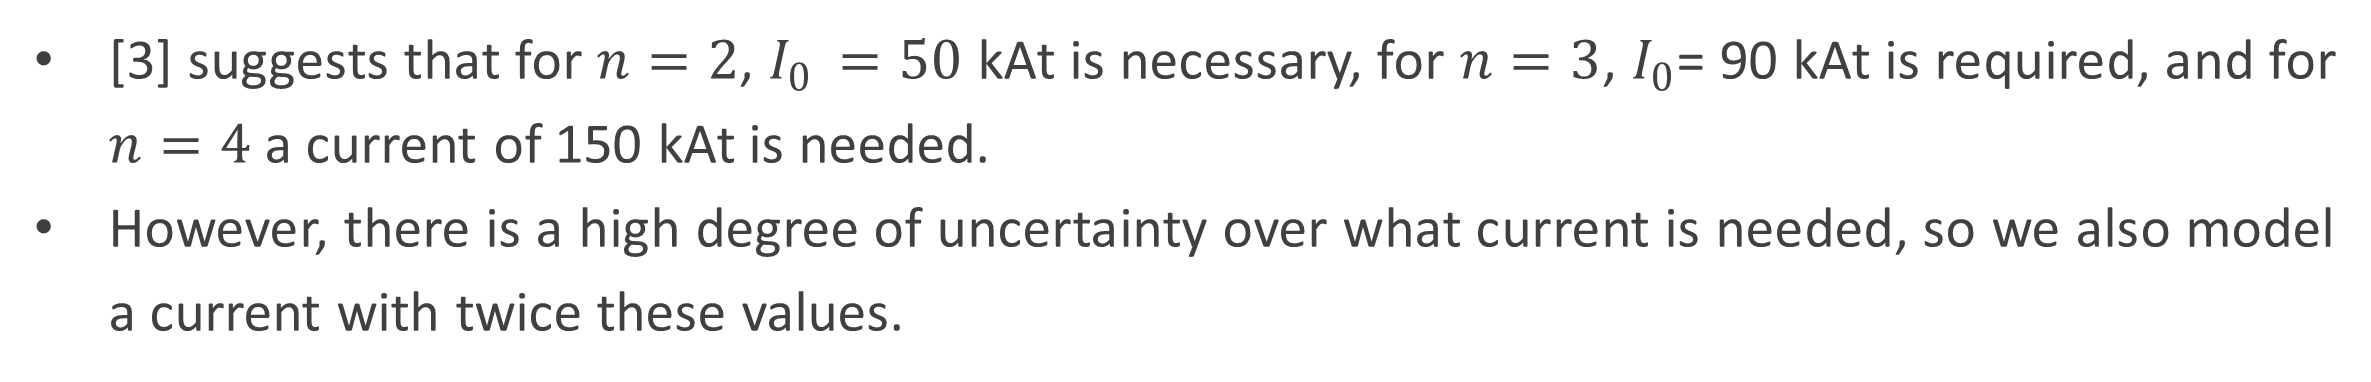 • [3] suggests that for n = 2, I₀ = 50 kAt is necessary, for n = 3, I₀= 90 kAt is required, and for
n = 4 a current of 150 kAt is needed.
• However, there is a high degree of uncertainty over what current is needed, so we also model
a current with twice these values.